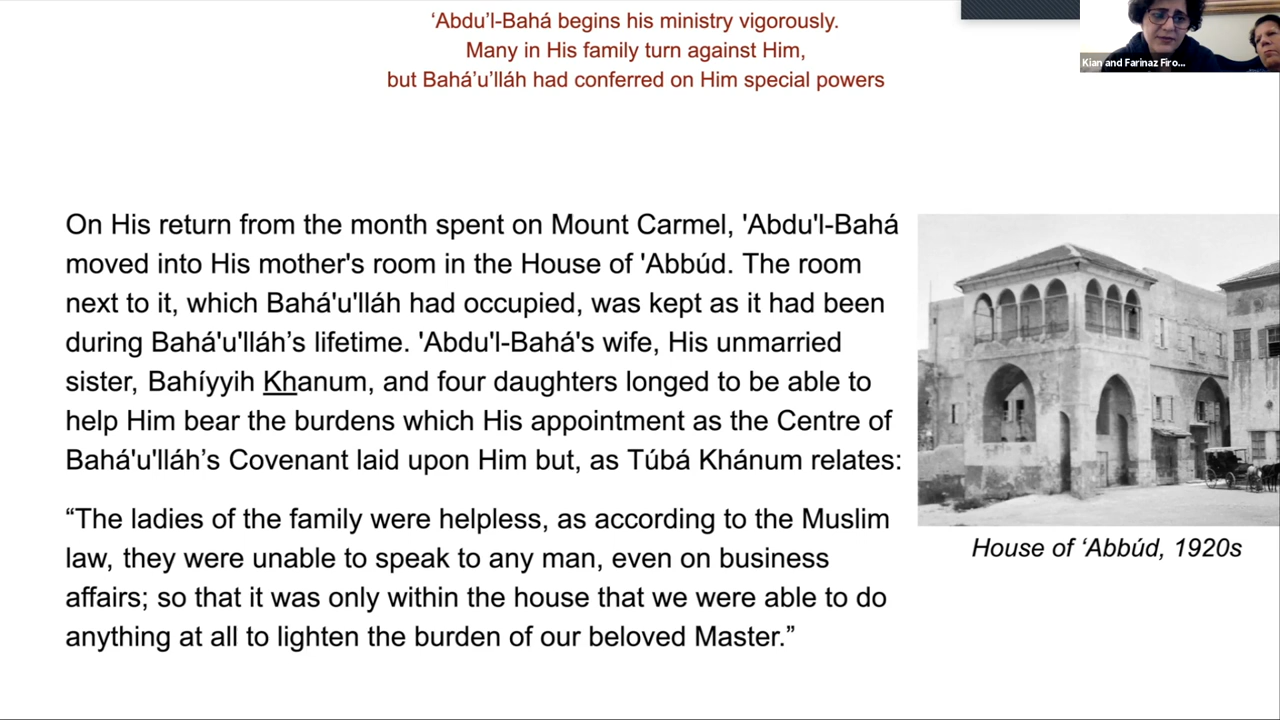 ‘Abdu’l-Bahá begins his ministry vigorously.
Many in His family turn against Him,
but Bahá’u’lláh had conferred on Him special powers
Kian and Farinaz Firo...
On His return from the month spent on Mount Carmel, 'Abdu'l-Bahá
moved into His mother's room in the House of 'Abbúd. The room
next to it, which Bahá'u'lláh had occupied, was kept as it had been
during Bahá'u'lláh’s lifetime. 'Abdu'l-Bahá's wife, His unmarried
sister, Bahíyyih Khanum, and four daughters longed to be able to
help Him bear the burdens which His appointment as the Centre of
Bahá'u'lláh’s Covenant laid upon Him but, as Túbá Khánum relates:
“The ladies of the family were helpless, as according to the Muslim
law, they were unable to speak to any man, even on business
affairs; so that it was only within the house that we were able to do
anything at all to lighten the burden of our beloved Master.”
House of ‘Abbúd, 1920s